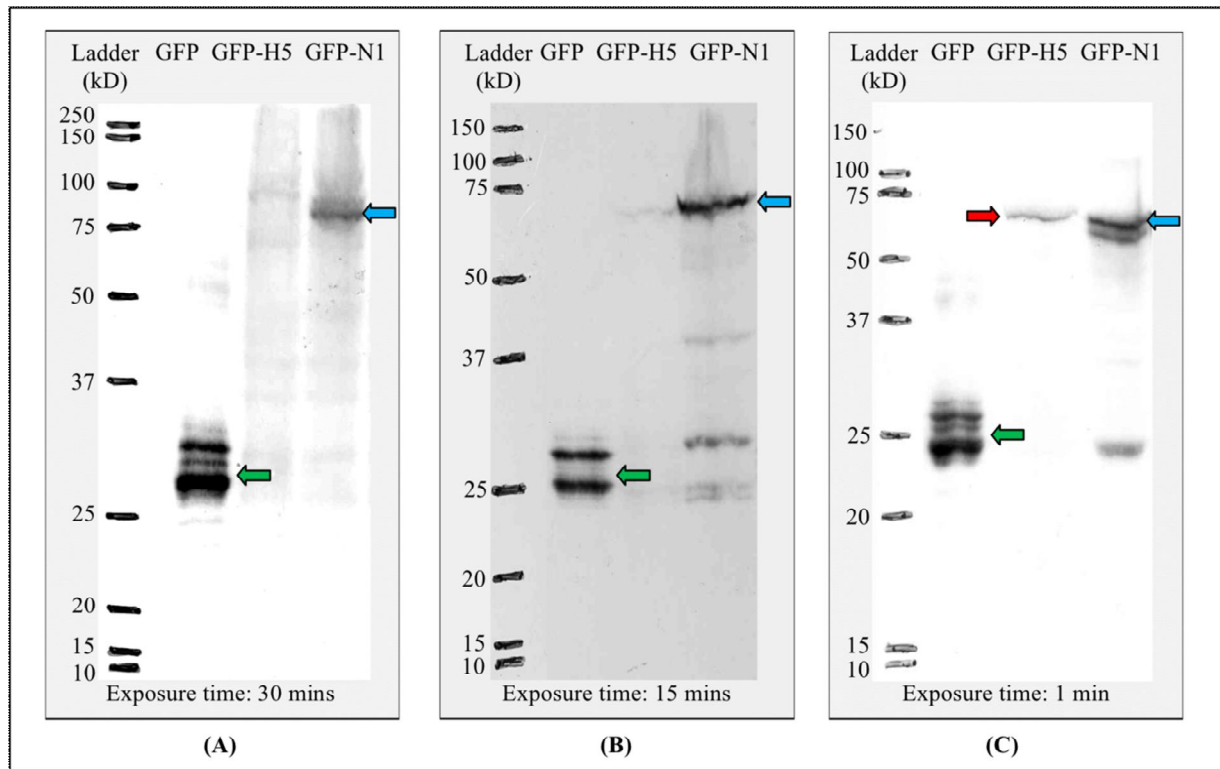 Ladder GFP GFP-H5 GFP-N1
(kD)
250
150
100
75
50
37
25
20
15
10
Exposure time: 30 mins
(A)
Ladder GFP GFP-H5 GFP-N1
(kD)
150
100
75
50
37
25
20
15
10
Exposure time: 15 mins
(B)
Ladder GFP GFP-H5 GFP-N1
(kD)
150
100
75
50
37
25
20
15
10
Exposure time: 1 min
(C)